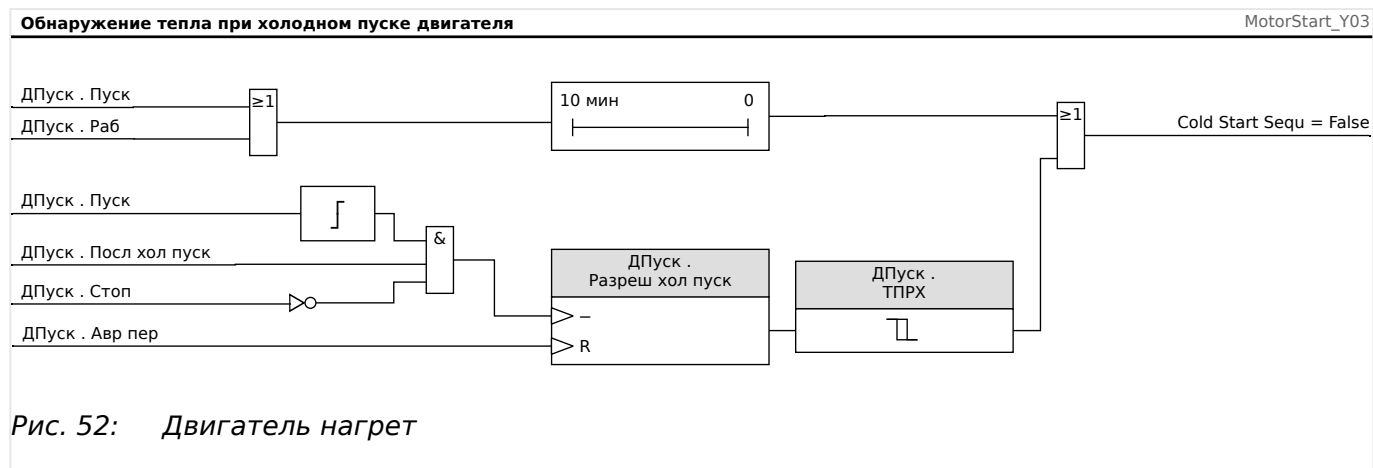 Обнаружение тепла при холодном пуске двигателя MotorStart_Y03
ДПуск . Пуск
ДПуск . Раб
≥1
10 мин 0
≥1
Cold Start Sequ = False
ДПуск . Пуск
ДПуск . Посл хол пуск
ДПуск . Стоп
ДПуск . Авр пер
&
ДПуск .
Разреш хол пуск
–
R
ДПуск .
ТПРХ
Рис. 52: Двигатель нагрет